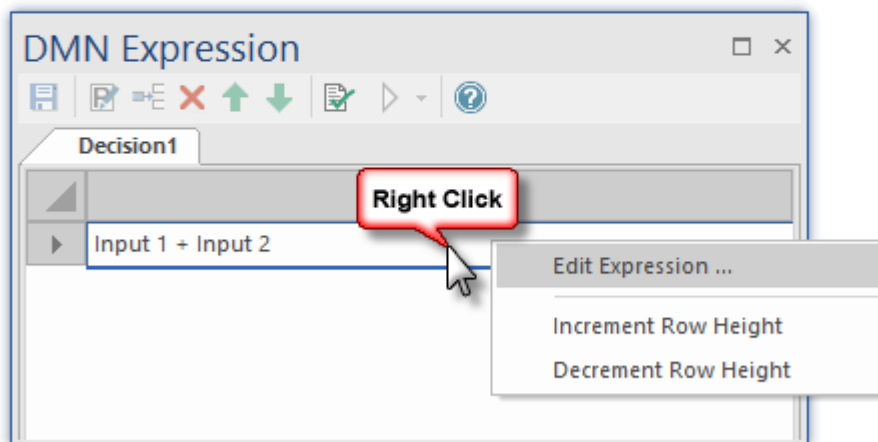 DMN Expression
Decision1
Right Click
Input 1 + Input 2
Edit Expression ...
Increment Row Height
Decrement Row Height